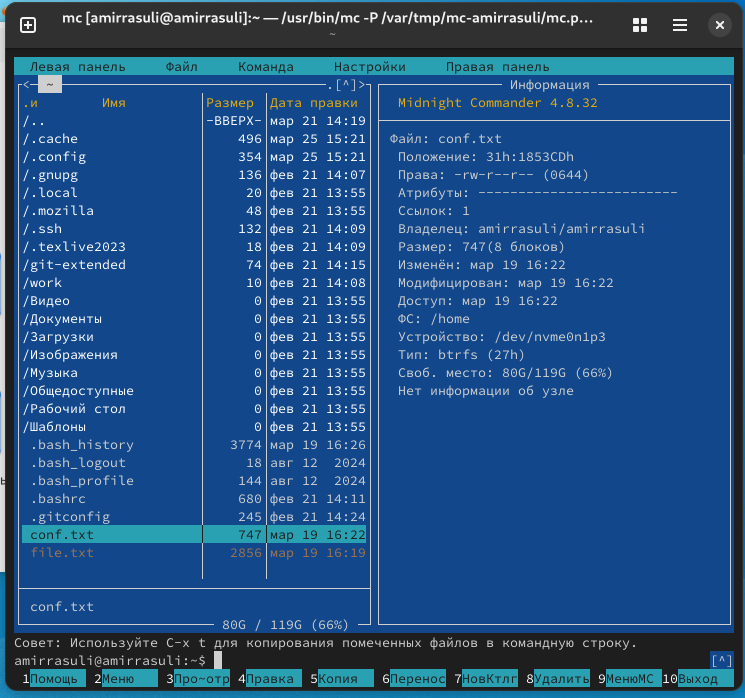 mc [amirrasuli@amirrasuli]:~ — /usr/bin/mc -P /var/tmp/mc-amirrasuli/mc.p…
~
Левая панель Файл Команда Настройки Правая панель
<— ~ .[^]>
.и Имя Размер Дата правки
/.. -ВВЕРХ- мар 21 14:19
/.cache 496 мар 25 15:21
/.config 354 мар 25 15:21
/.gnupg 136 фев 21 14:07
/.local 20 фев 21 13:55
/.mozilla 48 фев 21 13:55
/.ssh 132 фев 21 14:09
/.texlive2023 18 фев 21 14:09
/git-extended 74 фев 21 14:15
/work 10 фев 21 14:08
/Видео 0 фев 21 13:55
/Документы 0 фев 21 13:55
/Загрузки 0 фев 21 13:55
/Изображения 0 фев 21 13:55
/Музыка 0 фев 21 13:55
/Общедоступные 0 фев 21 13:55
/Рабочий стол 0 фев 21 13:55
/Шаблоны 0 фев 21 13:55
.bash_history 3774 мар 19 16:26
.bash_logout 18 авг 12 2024
.bash_profile 144 авг 12 2024
.bashrc 680 фев 21 14:11
.gitconfig 245 фев 21 14:24
conf.txt 747 мар 19 16:22
file.txt 2856 мар 19 16:19
conf.txt
80G / 119G (66%)
Информация
Midnight Commander 4.8.32
Файл: conf.txt
Положение: 31h:1853CDh
Права: -rw-r--r-- (0644)
Атрибуты: -------------------------
Ссылок: 1
Владелец: amirrasuli/amirrasuli
Размер: 747(8 блоков)
Изменён: мар 19 16:22
Модифицирован: мар 19 16:22
Доступ: мар 19 16:22
ФС: /home
Устройство: /dev/nvme0n1p3
Тип: btrfs (27h)
Своб. место: 80G/119G (66%)
Нет информации об узле
Совет: Используйте C-x t для копирования помеченных файлов в командную строку.
amirrasuli@amirrasuli:~$ [^]
1Помощь 2Меню 3Про~отр 4Правка 5Копия 6Перенос 7НовКтлг 8Удалить 9МенюMC 10Выход